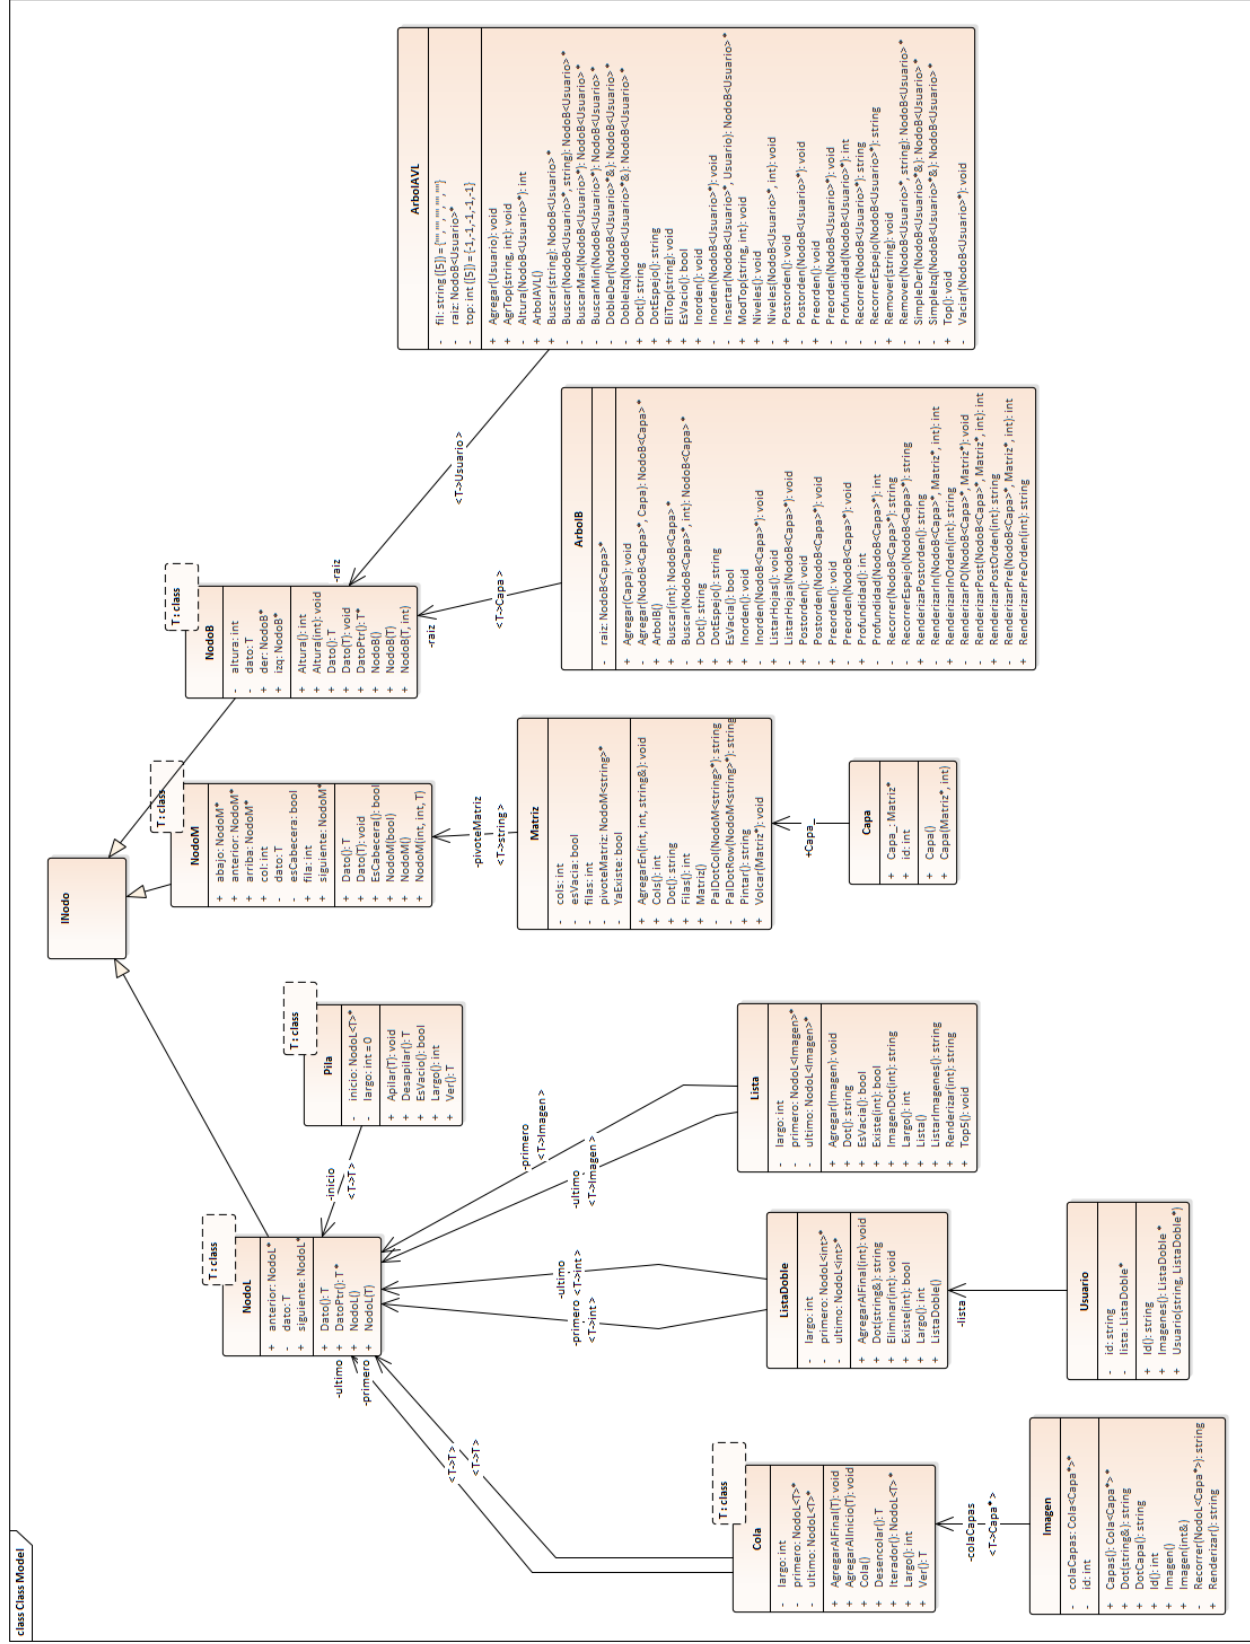 class Class Model
INodo
T : class
NodoL
+ anterior: NodoL*
- dato: T
+ siguiente: NodoL*
+ Dato(): T
+ DatoPtr(): T*
+ NodoL()
+ NodoL(T)
T : class
Pila
- inicio: NodoL<T>*
- largo: int = 0
+ Apilar(T): void
+ Desapilar(): T
+ EsVacio(): bool
+ Largo(): int
+ Ver(): T
T : class
NodoM
+ abajo: NodoM*
+ anterior: NodoM*
+ arriba: NodoM*
+ col: int
- dato: T
- esCabecera: bool
+ fila: int
+ siguiente: NodoM*
+ Dato(): T
+ Dato(T): void
+ EsCabecera(): bool
+ NodoM(bool)
+ NodoM()
+ NodoM(int, int, T)
T : class
NodoB
- altura: int
- dato: T
+ der: NodoB*
+ izq: NodoB*
+ Altura(): int
+ Altura(int): void
+ Dato(): T
+ Dato(T): void
+ DatoPtr(): T*
+ NodoB()
+ NodoB(T)
+ NodoB(T, int)
-inicio
<T->T>
-ultimo
-primero
-pivoteMatriz
<T->string>
-raiz
-raiz
<T->Capa>
<T->Usuario>
ArbolAVL
- fil: string ([5]) = {"", "", "", "", ""}
- raiz: NodoB<Usuario>*
- top: int ([5]) = {-1,-1,-1,-1,-1}
+ Agregar(Usuario): void
+ AgrTop(string, int): void
- Altura(NodoB<Usuario>*): int
+ ArbolAVL()
+ Buscar(string): NodoB<Usuario>*
- Buscar(NodoB<Usuario>*, string): NodoB<Usuario>*
- BuscarMax(NodoB<Usuario>*): NodoB<Usuario>*
- BuscarMin(NodoB<Usuario>*): NodoB<Usuario>*
- DobleDer(NodoB<Usuario>*&): NodoB<Usuario>*
- DobleIzq(NodoB<Usuario>*&): NodoB<Usuario>*
+ Dot(): string
+ DotEspejo(): string
+ EliTop(string): void
+ EsVacio(): bool
+ Inorden(): void
- Inorden(NodoB<Usuario>*): void
- Insertar(NodoB<Usuario>*, Usuario): NodoB<Usuario>*
+ ModTop(string, int): void
+ Niveles(): void
- Niveles(NodoB<Usuario>*, int): void
+ Postorden(): void
- Postorden(NodoB<Usuario>*): void
+ Preorden(): void
- Preorden(NodoB<Usuario>*): void
- Profundidad(NodoB<Usuario>*): int
- Recorrer(NodoB<Usuario>*): string
- RecorrerEspejo(NodoB<Usuario>*): string
+ Remover(string): void
- Remover(NodoB<Usuario>*, string): NodoB<Usuario>*
- SimpleDer(NodoB<Usuario>*&): NodoB<Usuario>*
- SimpleIzq(NodoB<Usuario>*&): NodoB<Usuario>*
+ Top(): void
- Vaciar(NodoB<Usuario>*): void
ArbolB
- raiz: NodoB<Capa>*
+ Agregar(Capa): void
- Agregar(NodoB<Capa>*, Capa): NodoB<Capa>*
+ ArbolB()
+ Buscar(int): NodoB<Capa>*
- Buscar(NodoB<Capa>*, int): NodoB<Capa>*
+ Dot(): string
+ DotEspejo(): string
+ EsVacia(): bool
+ Inorden(): void
- Inorden(NodoB<Capa>*): void
+ ListarHojas(): void
- ListarHojas(NodoB<Capa>*): void
+ Postorden(): void
- Postorden(NodoB<Capa>*): void
+ Preorden(): void
- Preorden(NodoB<Capa>*): void
+ Profundidad(): int
- Profundidad(NodoB<Capa>*): int
- Recorrer(NodoB<Capa>*): string
- RecorrerEspejo(NodoB<Capa>*): string
+ RenderizaPostorden(): string
- RenderizarIn(NodoB<Capa>*, Matriz*, int): int
+ RenderizarInOrden(int): string
- RenderizarPO(NodoB<Capa>*, Matriz*): void
- RenderizarPost(NodoB<Capa>*, Matriz*, int): int
+ RenderizarPostOrden(int): string
- RenderizarPre(NodoB<Capa>*, Matriz*, int): int
+ RenderizarPreOrden(int): string
Matriz
- cols: int
- esVacia: bool
- filas: int
- pivoteMatriz: NodoM<string>*
- YaExiste: bool
+ AgregarEn(int, int, string&): void
+ Cols(): int
+ Dot(): string
+ Filas(): int
+ Matriz()
- PalDotCol(NodoM<string>*): string
- PalDotRow(NodoM<string>*): string
+ Pintar(): string
+ Volcar(Matriz*): void
+Capa_
Capa
+ Capa_: Matriz*
+ id: int
+ Capa()
+ Capa(Matriz*, int)
-primero
<T->Imagen>
-ultimo
<T->Imagen>
Lista
- largo: int
- primero: NodoL<Imagen>*
- ultimo: NodoL<Imagen>*
+ Agregar(Imagen): void
+ Dot(): string
+ EsVacia(): bool
+ Existe(int): bool
+ ImagenDot(int): string
+ Largo(): int
+ Lista()
+ ListarImagenes(): string
+ Renderizar(int): string
+ Top5(): void
-ultimo
<T->int>
-primero
<T->int>
ListaDoble
- largo: int
- primero: NodoL<int>*
- ultimo: NodoL<int>*
+ AgregarAlFinal(int): void
+ Dot(string&): string
+ Eliminar(int): void
+ Existe(int): bool
+ Largo(): int
+ ListaDoble()
-lista
Usuario
- id: string
- lista: ListaDoble*
+ Id(): string
+ Imagenes(): ListaDoble*
+ Usuario(string, ListaDoble*)
<T->T>
<T->T>
T : class
Cola
- largo: int
- primero: NodoL<T>*
- ultimo: NodoL<T>*
+ AgregarAlFinal(T): void
+ AgregarAlInicio(T): void
+ Cola()
+ Desencolar(): T
+ Iterador(): NodoL<T>*
+ Largo(): int
+ Ver(): T
-colaCapas
<T->Capa*>
Imagen
- colaCapas: Cola<Capa*>*
- id: int
+ Capas(): Cola<Capa*>*
+ Dot(string&): string
+ DotCapa(): string
+ Id(): int
+ Imagen()
+ Imagen(int&)
- Recorrer(NodoL<Capa*>*): string
+ Renderizar(): string